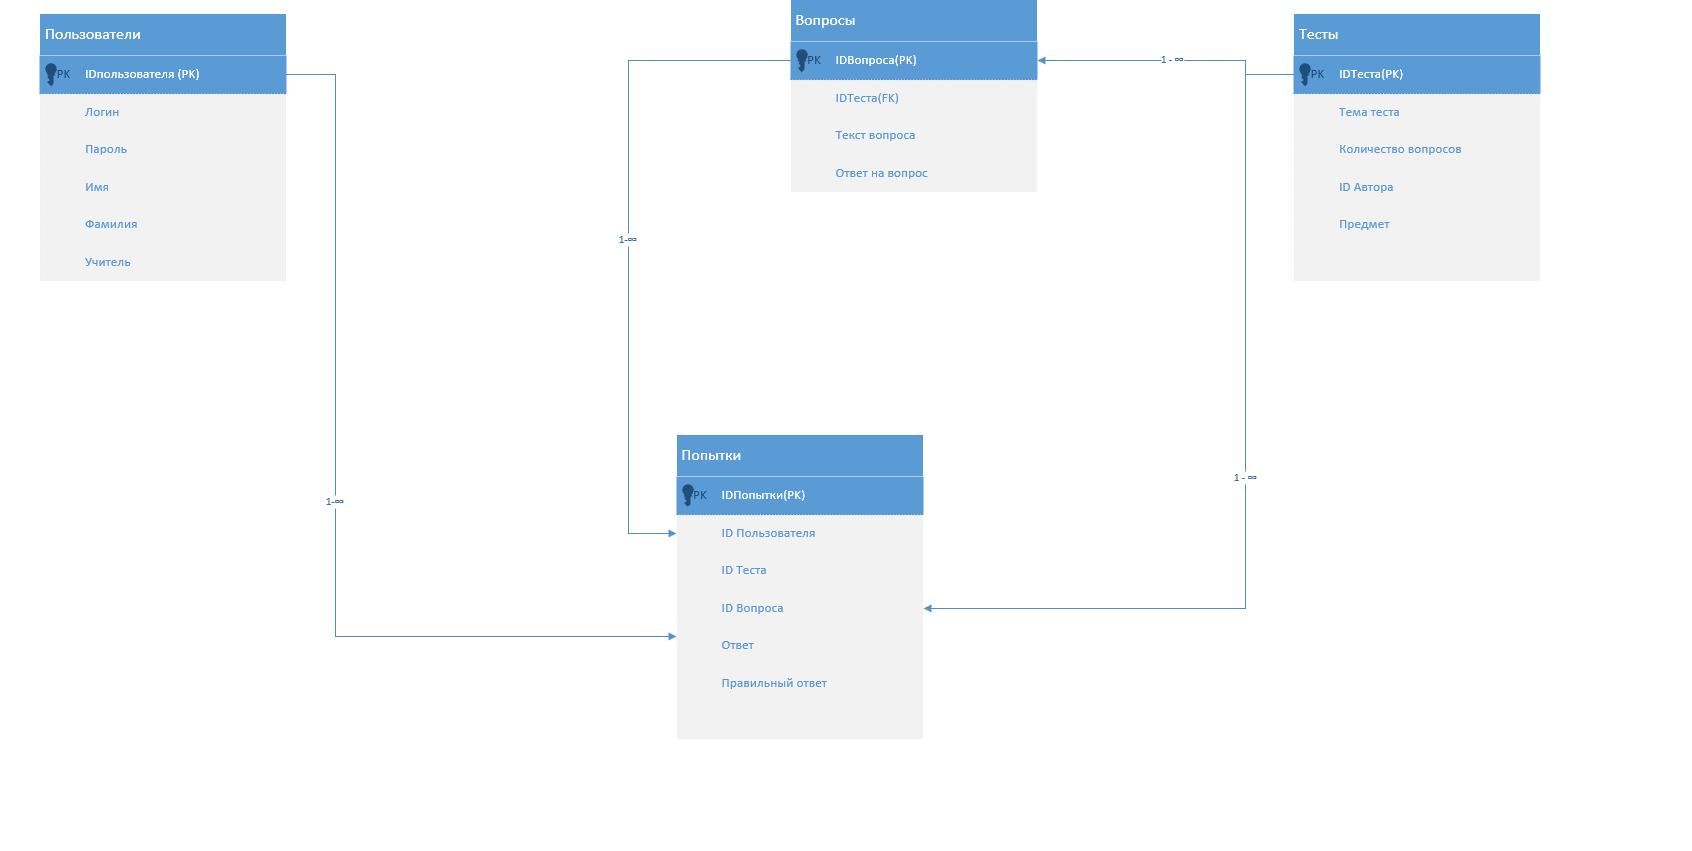 Пользователи
PK IDпользователя (PK)
Логин
Пароль
Имя
Фамилия
Учитель
Вопросы
PK IDВопроса(PK)
IDТеста(FK)
Текст вопроса
Ответ на вопрос
Тесты
PK IDТеста(PK)
Тема теста
Количество вопросов
ID Автора
Предмет
1 - ∞
1-∞
1 - ∞
1-∞
Попытки
PK IDПопытки(PK)
ID Пользователя
ID Теста
ID Вопроса
Ответ
Правильный ответ